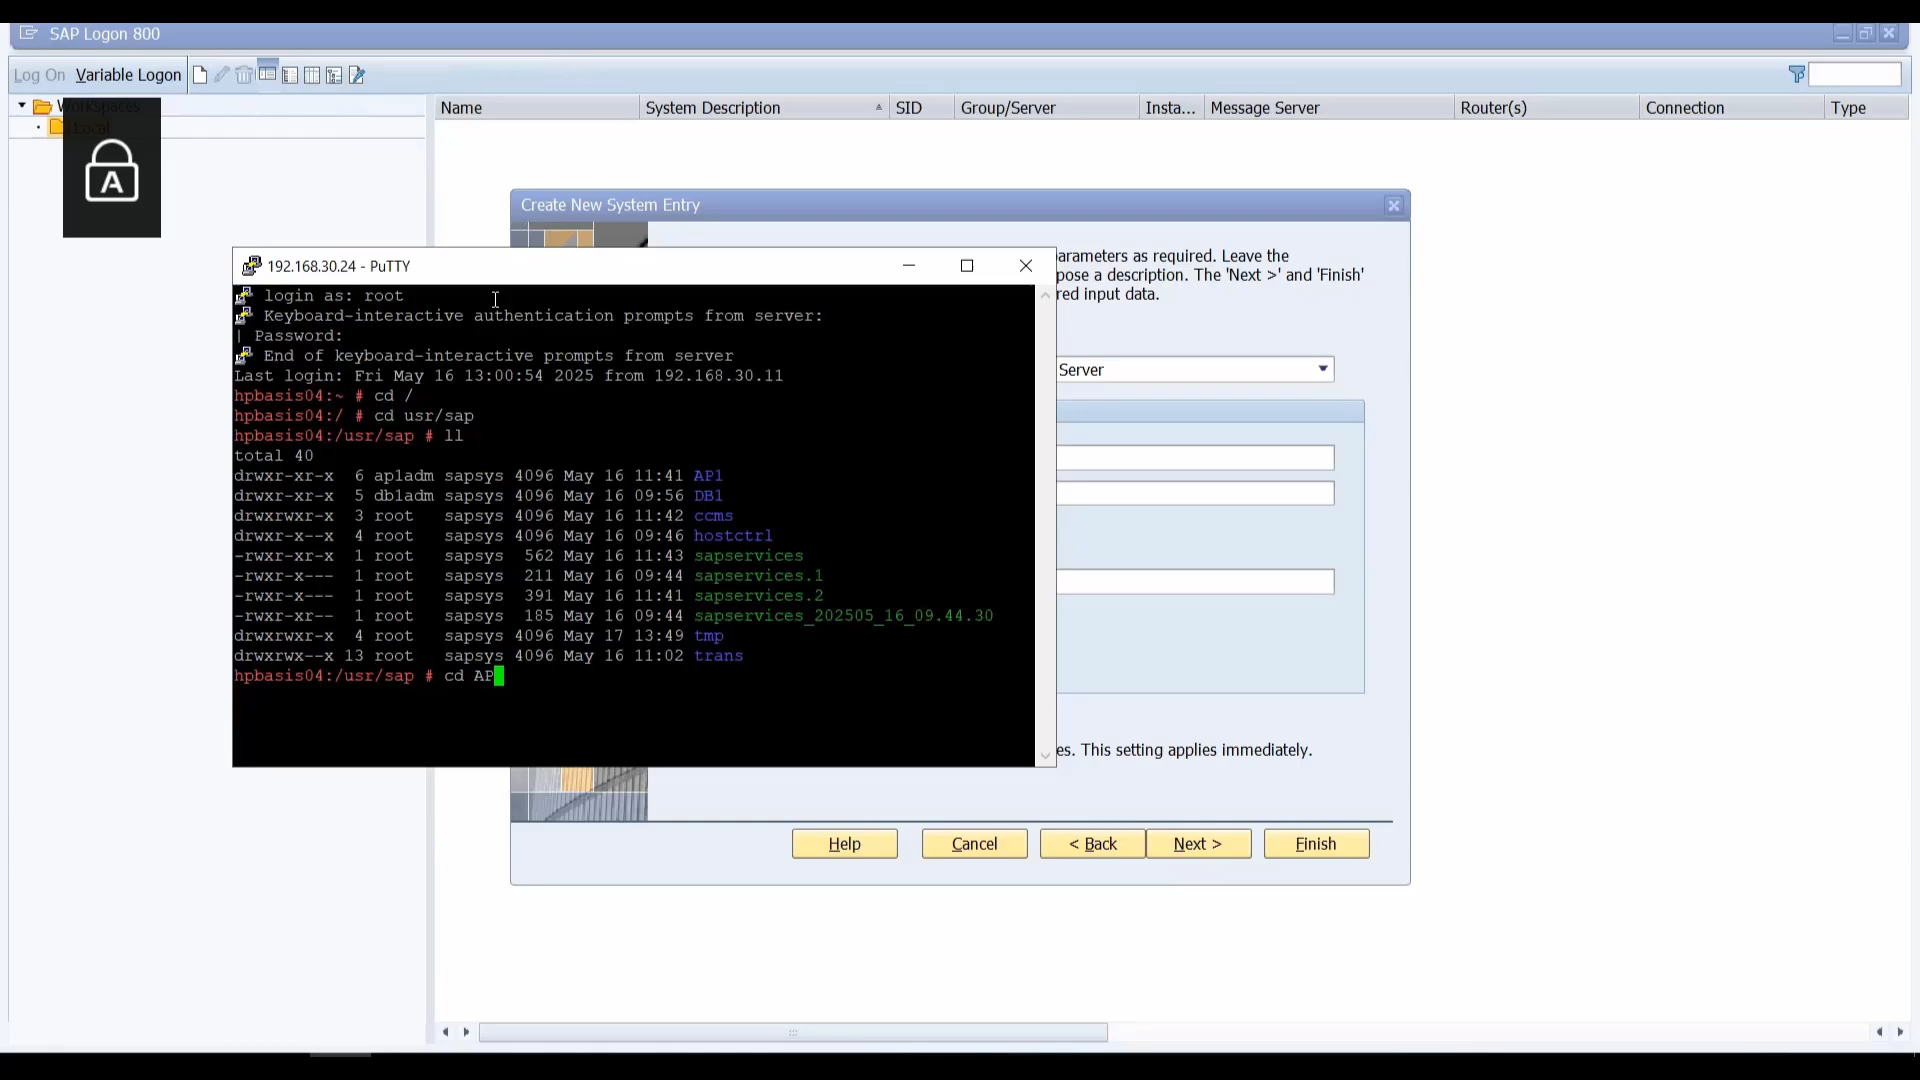 SAP Logon 800
Log On Variable Logon
Workspaces
Local
Name System Description SID Group/Server Insta... Message Server Router(s) Connection Type
A
Create New System Entry
arameters as required. Leave the
pose a description. The 'Next >' and 'Finish'
red input data.
Server
192.168.30.24 - PuTTY
login as: root
Keyboard-interactive authentication prompts from server:
| Password:
End of keyboard-interactive prompts from server
Last login: Fri May 16 13:00:54 2025 from 192.168.30.11
hpbasis04:~ # cd /
hpbasis04:/ # cd usr/sap
hpbasis04:/usr/sap # ll
total 40
drwxr-xr-x 6 ap1adm sapsys 4096 May 16 11:41 AP1
drwxr-xr-x 5 db1adm sapsys 4096 May 16 09:56 DB1
drwxrwxr-x 3 root sapsys 4096 May 16 11:42 ccms
drwxr-x--x 4 root sapsys 4096 May 16 09:46 hostctrl
-rwxr-xr-x 1 root sapsys 562 May 16 11:43 sapservices
-rwxr-x--- 1 root sapsys 211 May 16 09:44 sapservices.1
-rwxr-x--- 1 root sapsys 391 May 16 11:41 sapservices.2
-rwxr-xr-- 1 root sapsys 185 May 16 09:44 sapservices_202505_16_09.44.30
drwxrwxr-x 4 root sapsys 4096 May 17 13:49 tmp
drwxrwx--x 13 root sapsys 4096 May 16 11:02 trans
hpbasis04:/usr/sap # cd AP
es. This setting applies immediately.
Help Cancel < Back Next > Finish